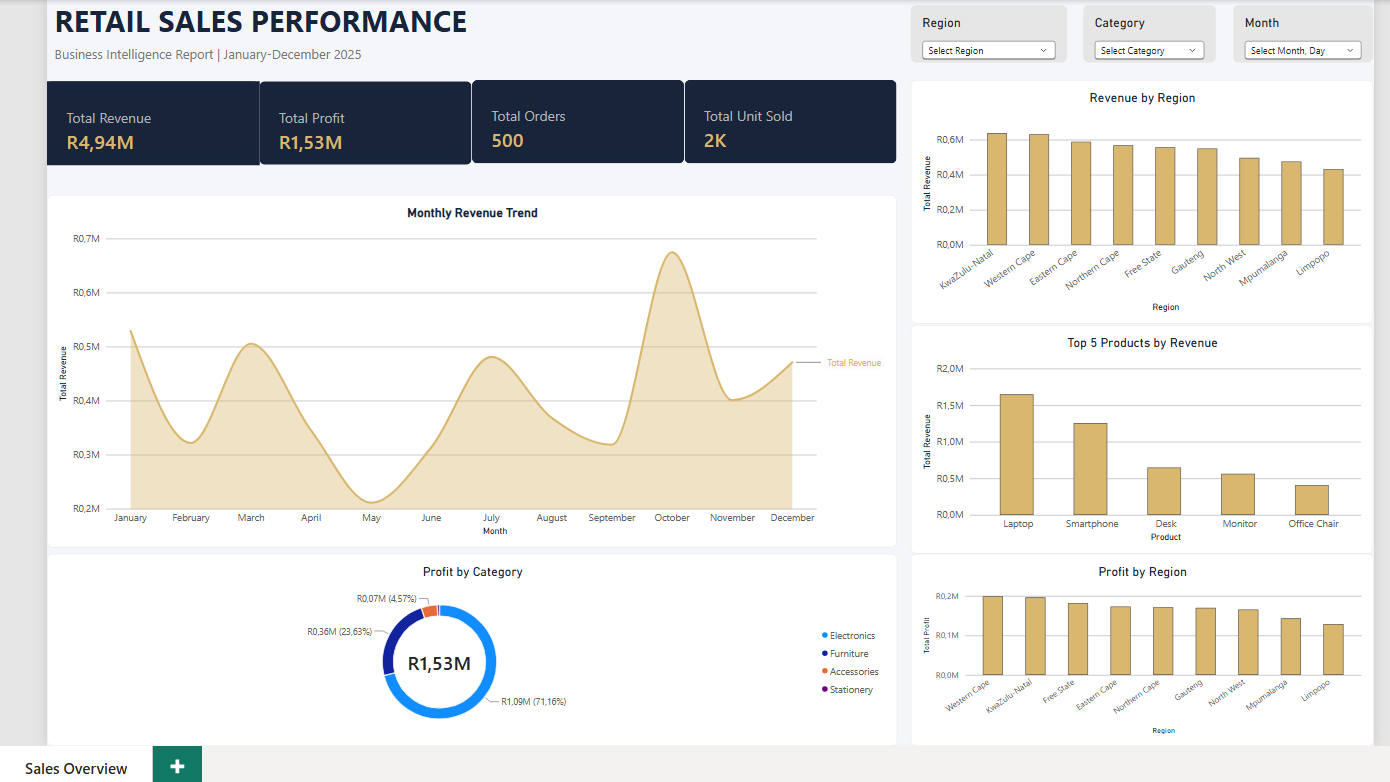 RETAIL SALES PERFORMANCE
Business Intelligence Report | January-December 2025
Region
Select Region
Category
Select Category
Month
Select Month, Day
Total Revenue
R4,94M
Total Profit
R1,53M
Total Orders
500
Total Unit Sold
2K
Monthly Revenue Trend
Total Revenue
R0,7M
R0,6M
R0,5M
R0,4M
R0,3M
R0,2M
Total Revenue
January February March April May June July August September October November December
Month
Profit by Category
R0,07M (4,57%)
R0,36M (23,63%)
R1,53M
R1,09M (71,16%)
Electronics
Furniture
Accessories
Stationery
Revenue by Region
Total Revenue
R0,6M
R0,4M
R0,2M
R0,0M
KwaZulu-Natal Western Cape Eastern Cape Northern Cape Free State Gauteng North West Mpumalanga Limpopo
Region
Top 5 Products by Revenue
Total Revenue
R2,0M
R1,5M
R1,0M
R0,5M
R0,0M
Laptop Smartphone Desk Monitor Office Chair
Product
Profit by Region
Total Profit
R0,2M
R0,1M
R0,0M
Western Cape KwaZulu-Natal Free State Eastern Cape Northern Cape Gauteng North West Mpumalanga Limpopo
Region
Sales Overview
+